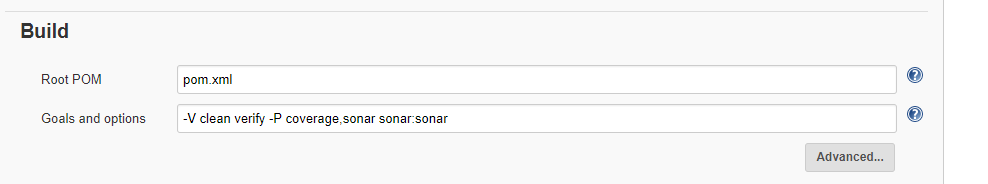 Build
Root POM pom.xml
Goals and options -V clean verify -P coverage,sonar sonar:sonar
Advanced...